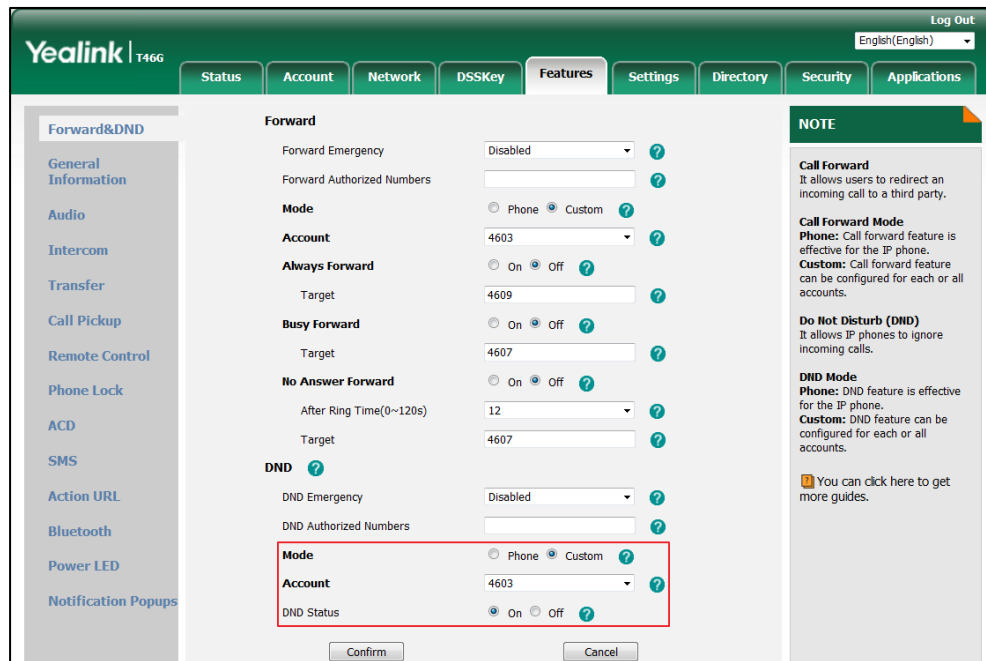 Log Out
English(English)
Yealink T46G
Status Account Network DSSKey Features Settings Directory Security Applications
Forward&DND
General
Information
Audio
Intercom
Transfer
Call Pickup
Remote Control
Phone Lock
ACD
SMS
Action URL
Bluetooth
Power LED
Notification Popups
Forward
Forward Emergency Disabled ?
Forward Authorized Numbers ?
Mode Phone Custom ?
Account 4603 ?
Always Forward On Off ?
Target 4609 ?
Busy Forward On Off ?
Target 4607 ?
No Answer Forward On Off ?
After Ring Time(0~120s) 12 ?
Target 4607 ?
DND ?
DND Emergency Disabled ?
DND Authorized Numbers ?
Mode Phone Custom ?
Account 4603 ?
DND Status On Off ?
Confirm Cancel
NOTE
Call Forward
It allows users to redirect an
incoming call to a third party.
Call Forward Mode
Phone: Call forward feature is
effective for the IP phone.
Custom: Call forward feature
can be configured for each or all
accounts.
Do Not Disturb (DND)
It allows IP phones to ignore
incoming calls.
DND Mode
Phone: DND feature is effective
for the IP phone.
Custom: DND feature can be
configured for each or all
accounts.
? You can click here to get
more guides.